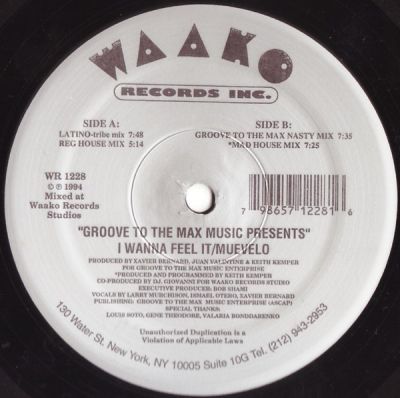 WAAKO
RECORDS INC.
SIDE A:
LATINO-tribe mix 7:48
REG HOUSE MIX 5:14
SIDE B:
GROOVE TO THE MAX NASTY MIX 7:35
*MAD HOUSE MIX 7:25
WR 1228
© ℗ 1994
Mixed at
Waako Records
Studios
7 98657 12281 6
"GROOVE TO THE MAX MUSIC PRESENTS"
I WANNA FEEL IT/MUEVELO
PRODUCED BY XAVIER BERNARD, JUAN VALINTINE & KEITH KEMPER
FOR GROOVE TO THE MAX MUSIC ENTERPRISE
*PRODUCED AND PROGRAMMED BY KEITH KEMPER
CO-PRODUCED BY D.J. GIOVANNI FOR WAAKO RECORDS STUDIO
EXECUTIVE PRODUCER: BOB SHAMI
VOCALS BY LARRY MURCHISON, ISMAEL OTERO, XAVIER BERNARD
PUBLISHING: GROOVE TO THE MAX MUSIC ENTERPRISE (ASCAP)
SPECIAL THANKS:
LOUIS SOTO, GENE THEODORE, VALARIA BONDDARENKO
Unauthorized Duplication is a
Violation of Applicable Laws
130 Water St. New York, NY 10005 Suite 10G Tel. (212) 943-2953